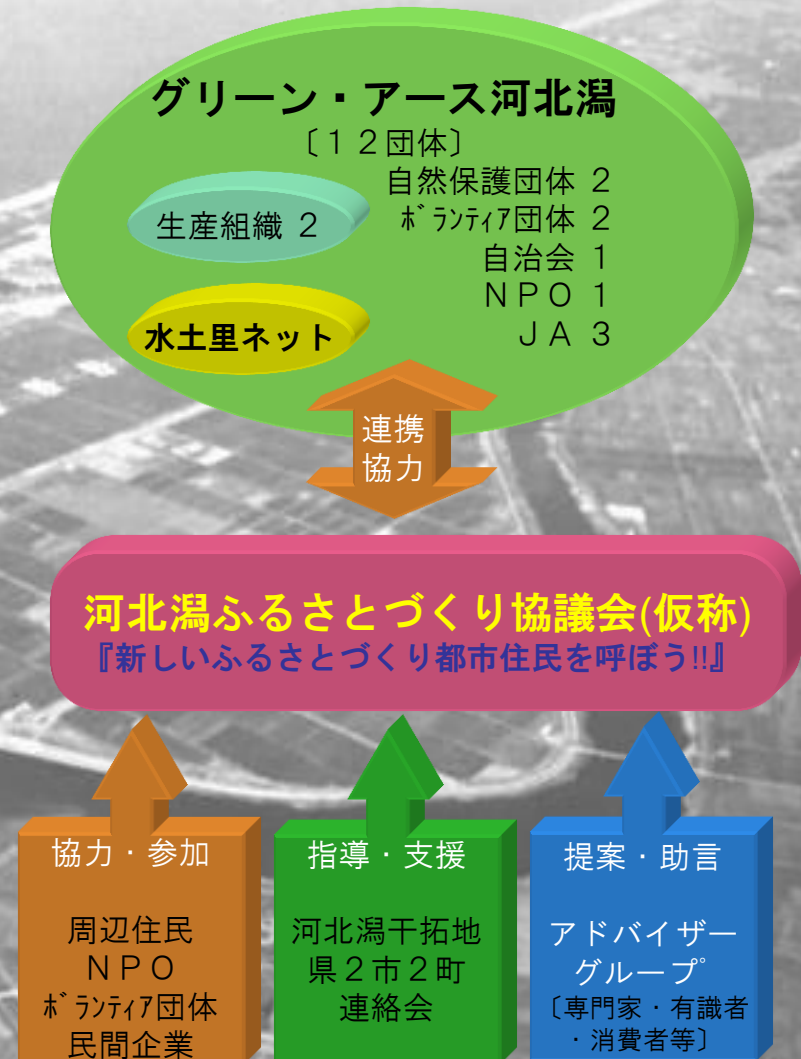 グリーン・アース河北潟
〔１２団体〕
自然保護団体 ２
ﾎﾞﾗﾝﾃｨｱ団体 ２
自治会 １
ＮＰＯ １
ＪＡ ３
生産組織 ２
水土里ネット
連携
協力
河北潟ふるさとづくり協議会(仮称)
『新しいふるさとづくり都市住民を呼ぼう!!』
協力・参加
周辺住民
ＮＰＯ
ﾎﾞﾗﾝﾃｨｱ団体
民間企業
指導・支援
河北潟干拓地
県２市２町
連絡会
提案・助言
アドバイザー
グループ
〔専門家・有識者
・消費者等〕